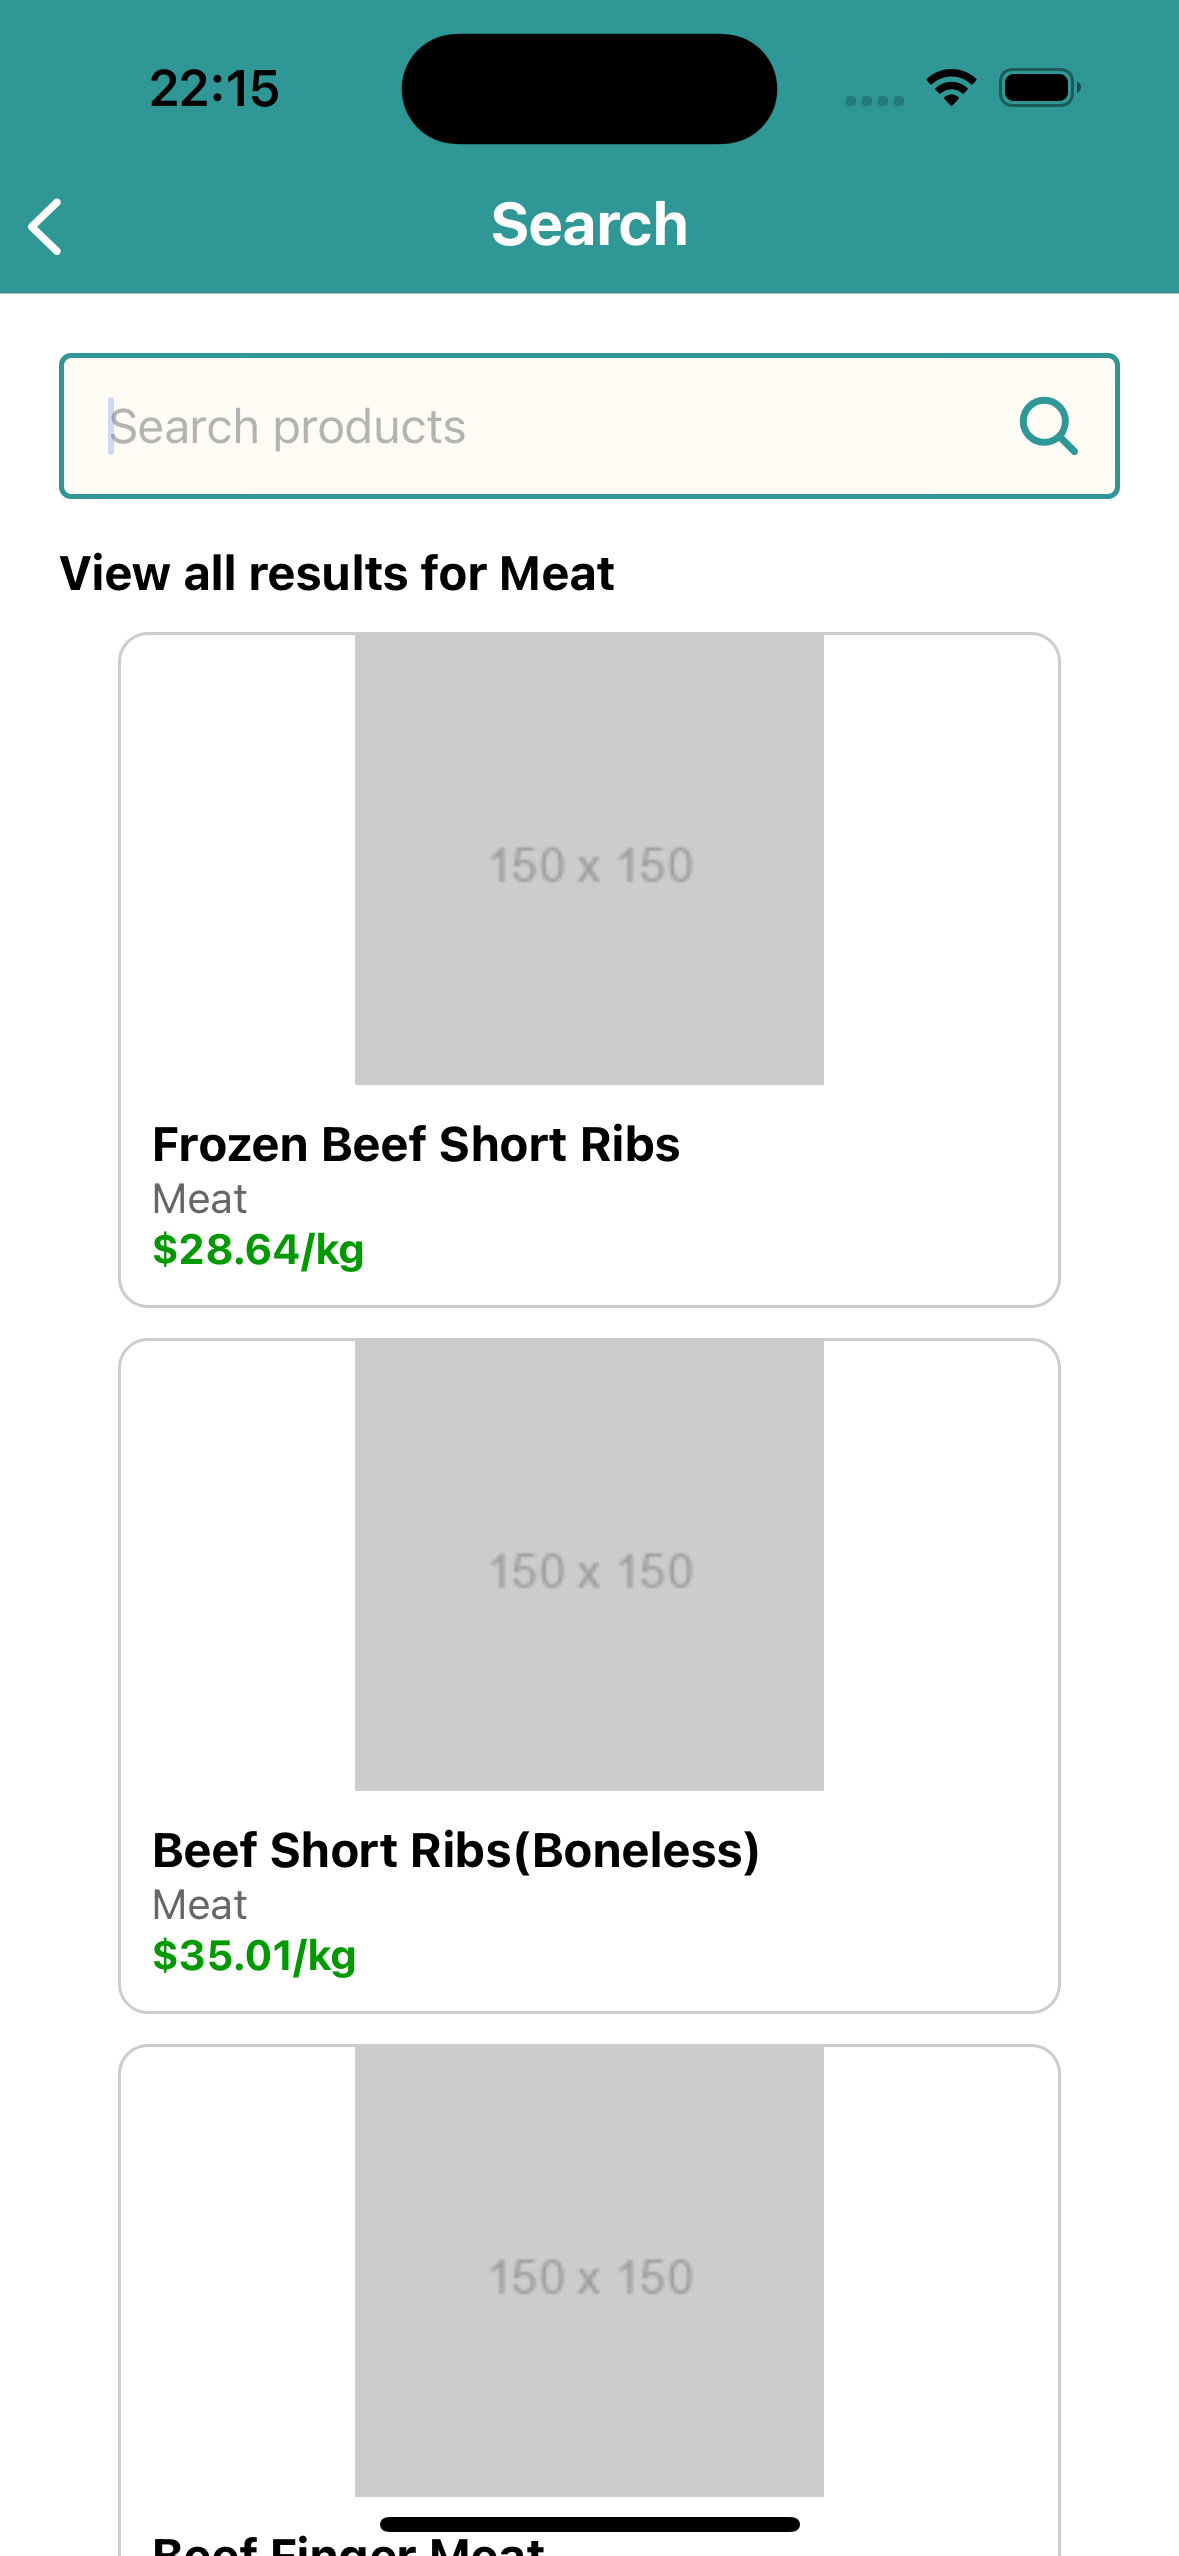 22:15
Search
Search products
View all results for Meat
150 x 150
Frozen Beef Short Ribs
Meat
$28.64/kg
150 x 150
Beef Short Ribs(Boneless)
Meat
$35.01/kg
150 x 150
Beef Finger Meat